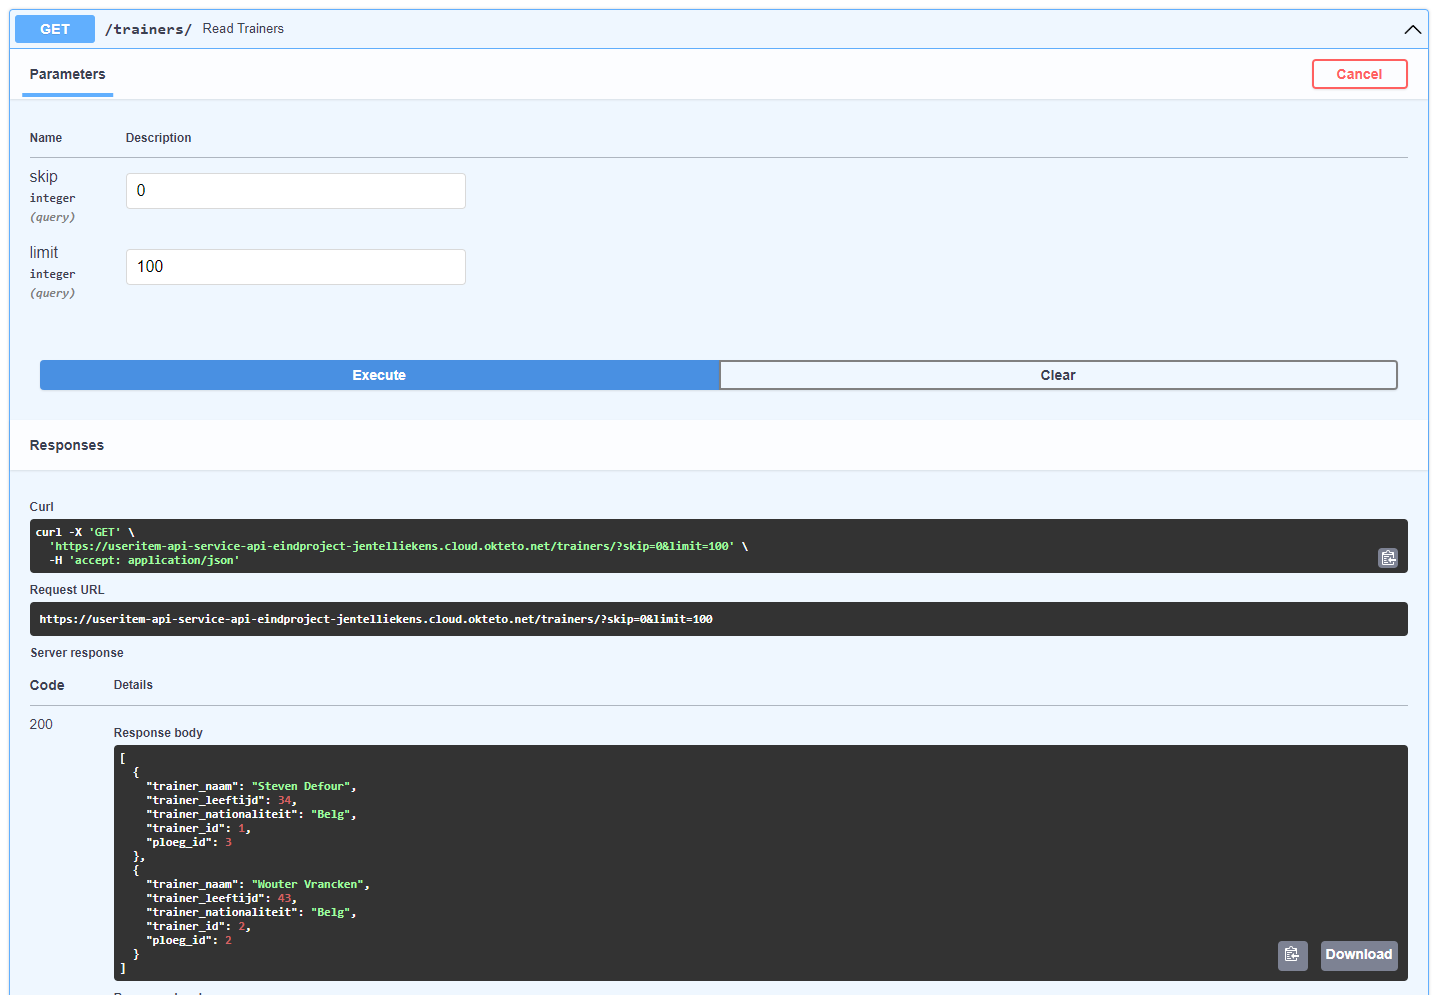 GET /trainers/ Read Trainers
Parameters
Cancel
Name Description
skip
integer
(query)
0
limit
integer
(query)
100
Execute
Clear
Responses
Curl
curl -X 'GET' \
'https://useritem-api-service-api-eindproject-jentelliekens.cloud.okteto.net/trainers/?skip=0&limit=100' \
-H 'accept: application/json'
Request URL
https://useritem-api-service-api-eindproject-jentelliekens.cloud.okteto.net/trainers/?skip=0&limit=100
Server response
Code Details
200
Response body
[
{
"trainer_naam": "Steven Defour",
"trainer_leeftijd": 34,
"trainer_nationaliteit": "Belg",
"trainer_id": 1,
"ploeg_id": 3
},
{
"trainer_naam": "Wouter Vrancken",
"trainer_leeftijd": 43,
"trainer_nationaliteit": "Belg",
"trainer_id": 2,
"ploeg_id": 2
}
]
Download